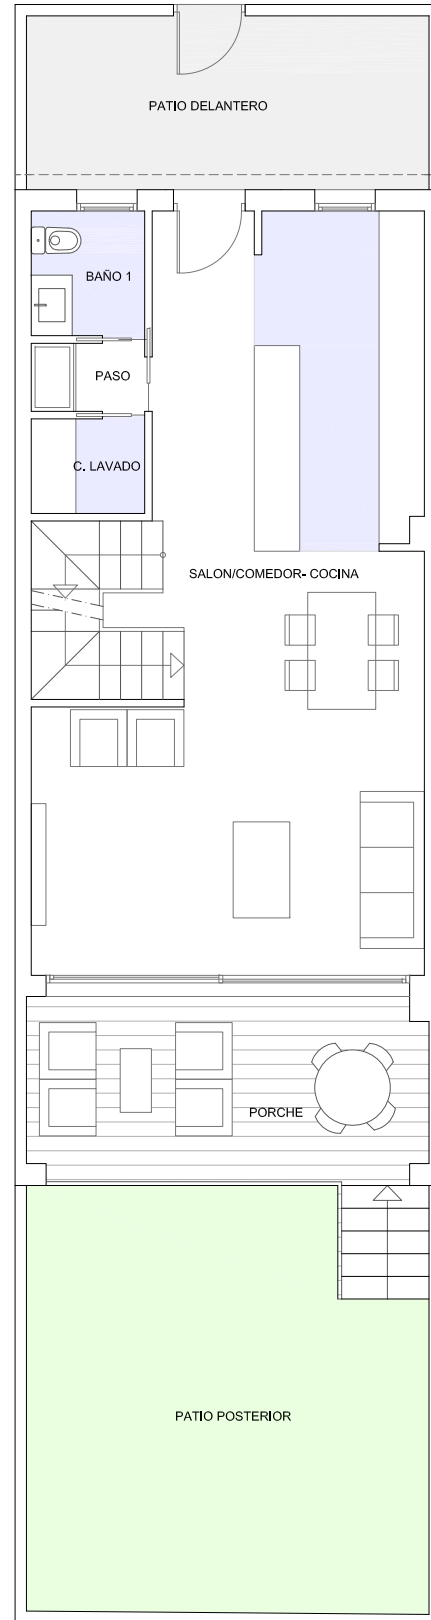 PATIO DELANTERO
BAÑO 1
PASO
C. LAVADO
SALON/COMEDOR- COCINA
PORCHE
PATIO POSTERIOR